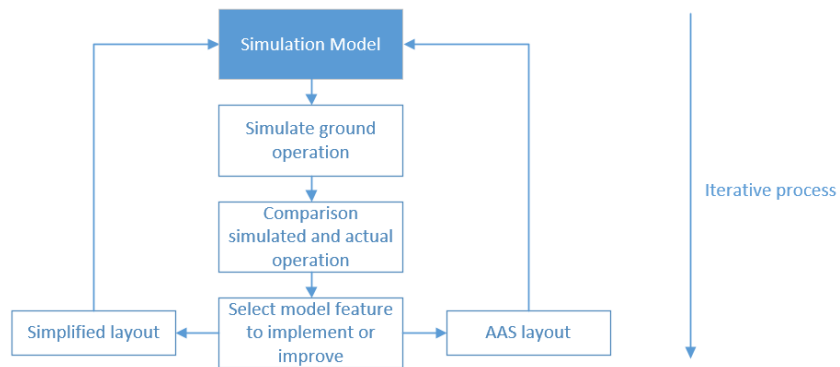 Simulation Model
Simulate ground
operation
Iterative process
Comparison
simulated and actual
operation
Simplified layout
Select model feature
to implement or
improve
AAS layout